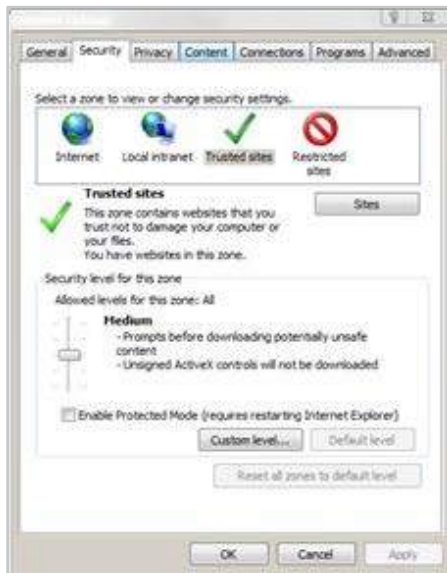 General Security Privacy Content Connections Programs Advanced
Select a zone to view or change security settings.
Internet Local intranet Trusted sites Restricted
sites
Trusted sites
Sites
This zone contains websites that you
trust not to damage your computer or
your files.
You have websites in this zone.
Security level for this zone
Allowed levels for this zone: All
Medium
- Prompts before downloading potentially unsafe
content
- Unsigned ActiveX controls will not be downloaded
Enable Protected Mode (requires restarting Internet Explorer)
Custom level... Default level
Reset all zones to default level
OK Cancel Apply